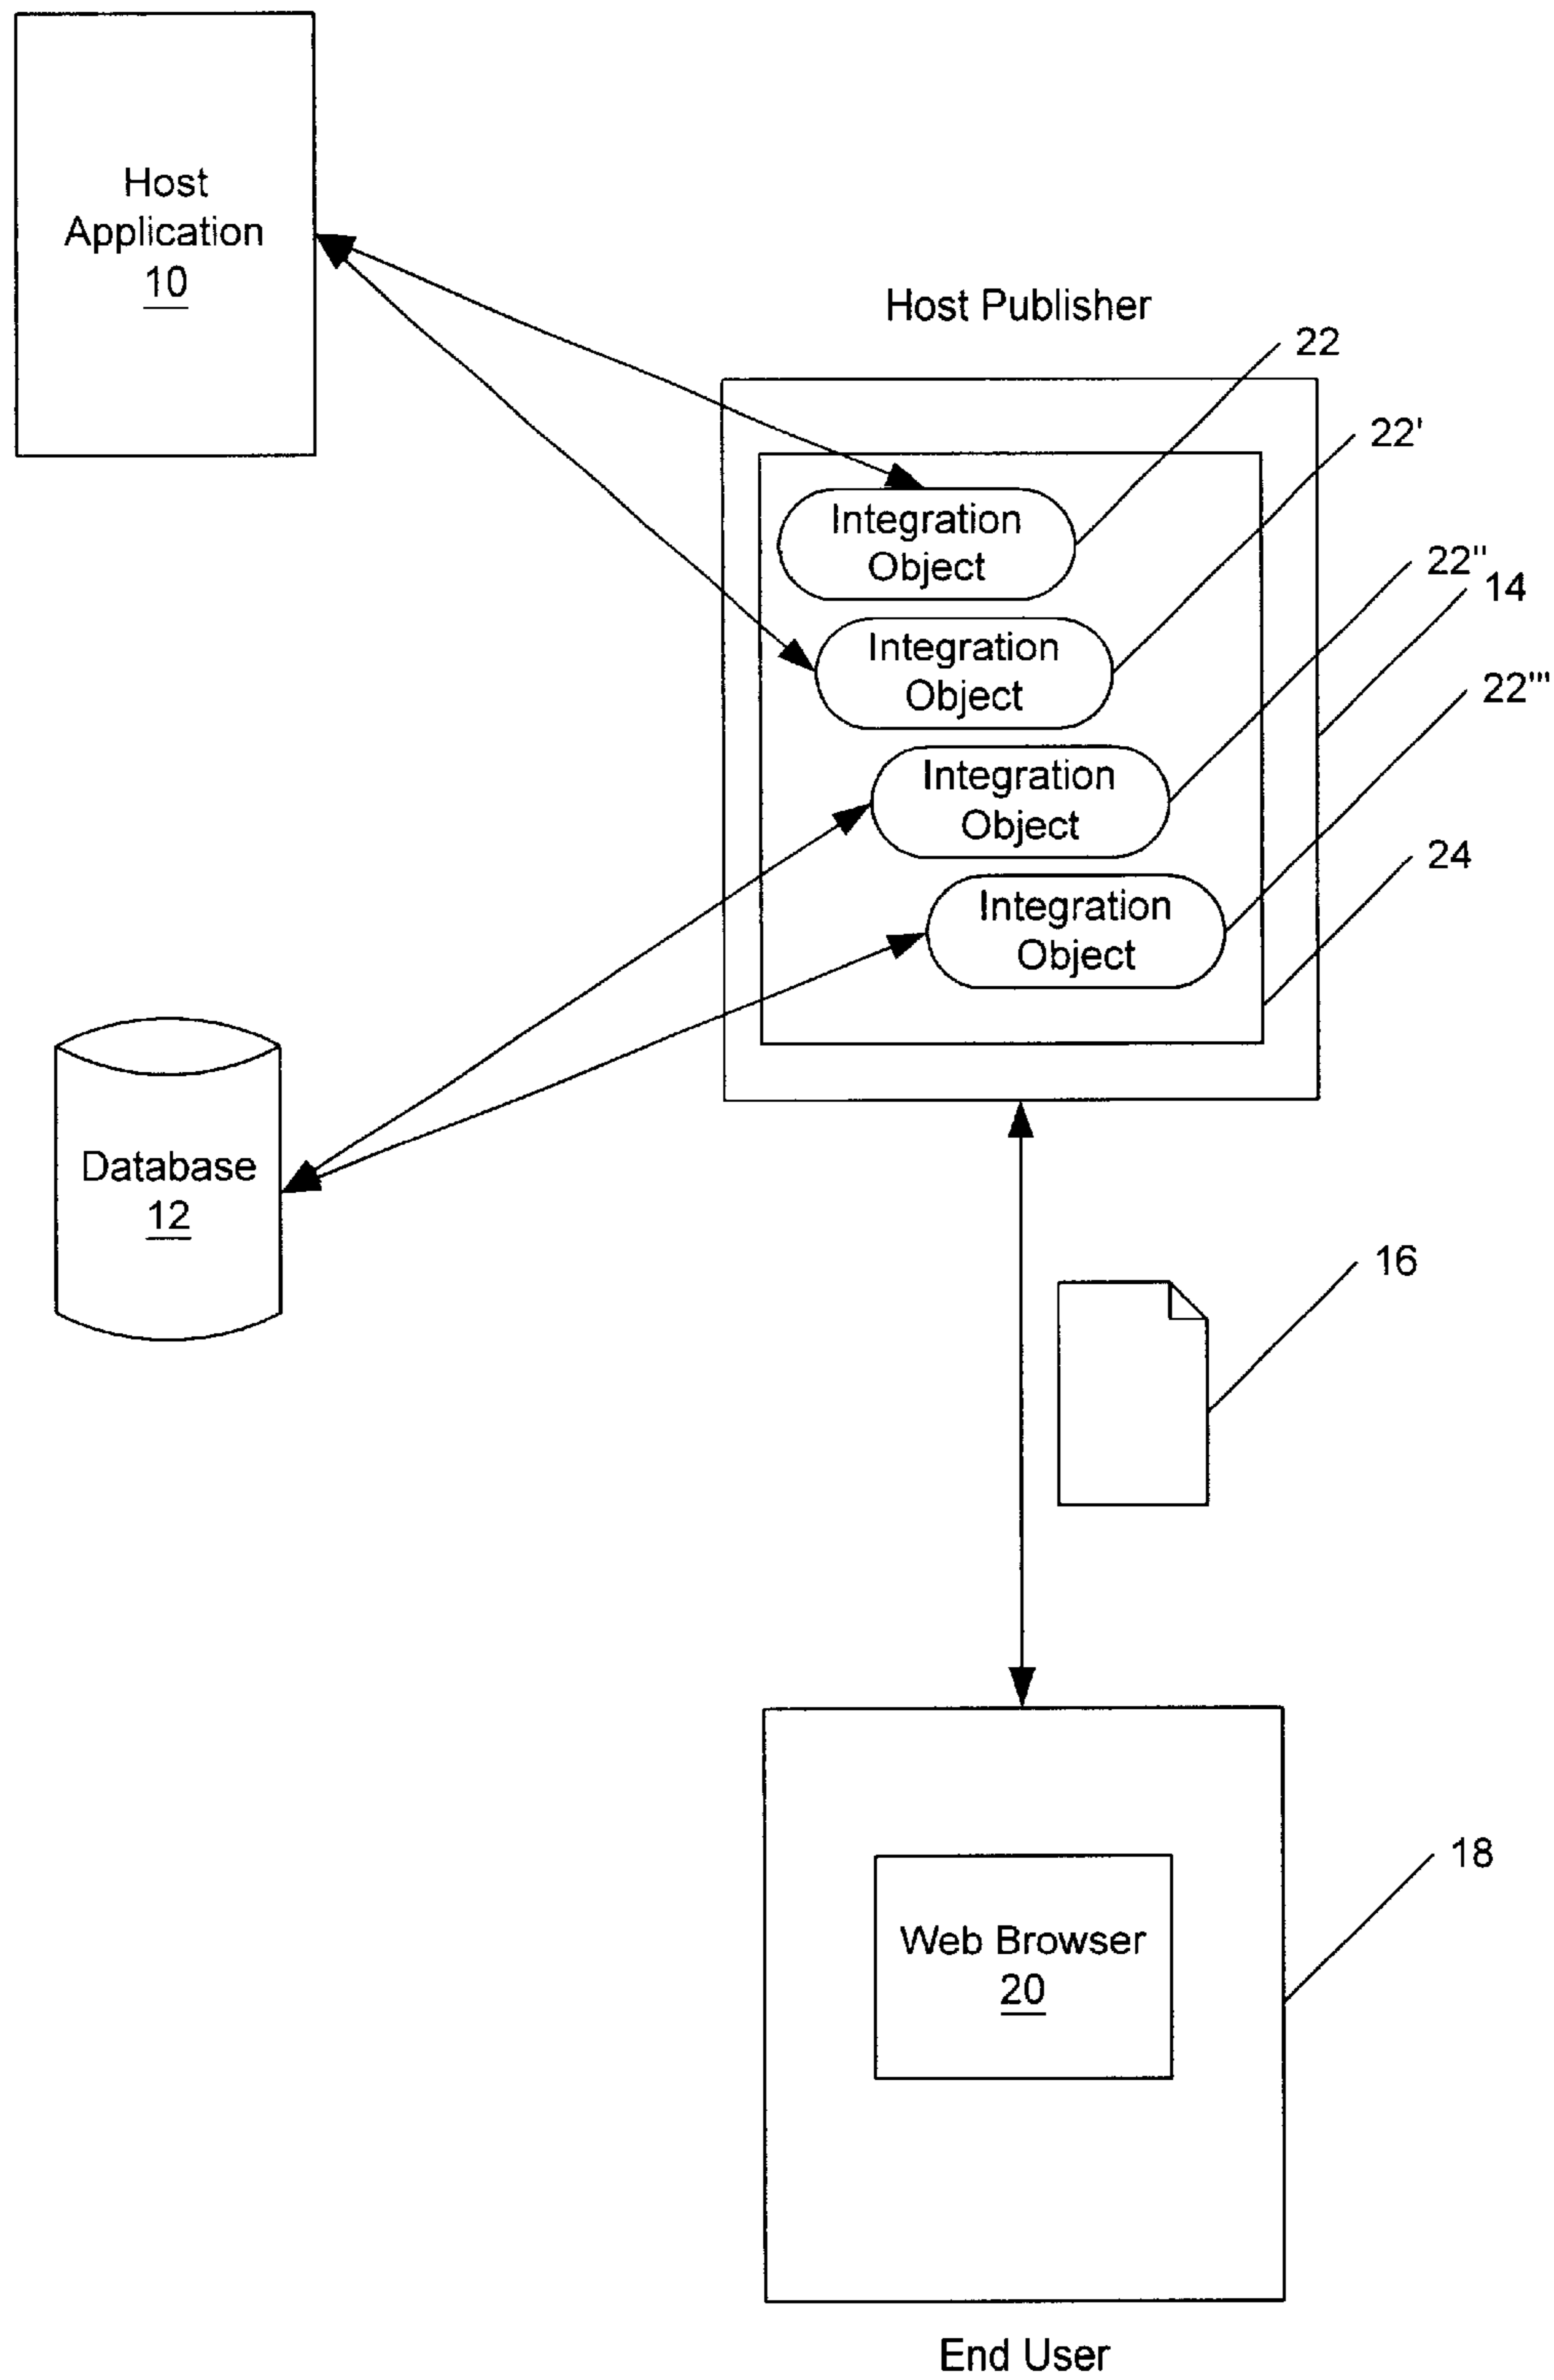 Host
Application
10
Host Publisher
22
22'
Integration
Object
22"
14
Integration
Object
22'"
Integration
Object
24
Integration
Object
Database
12
16
18
Web Browser
20
End User